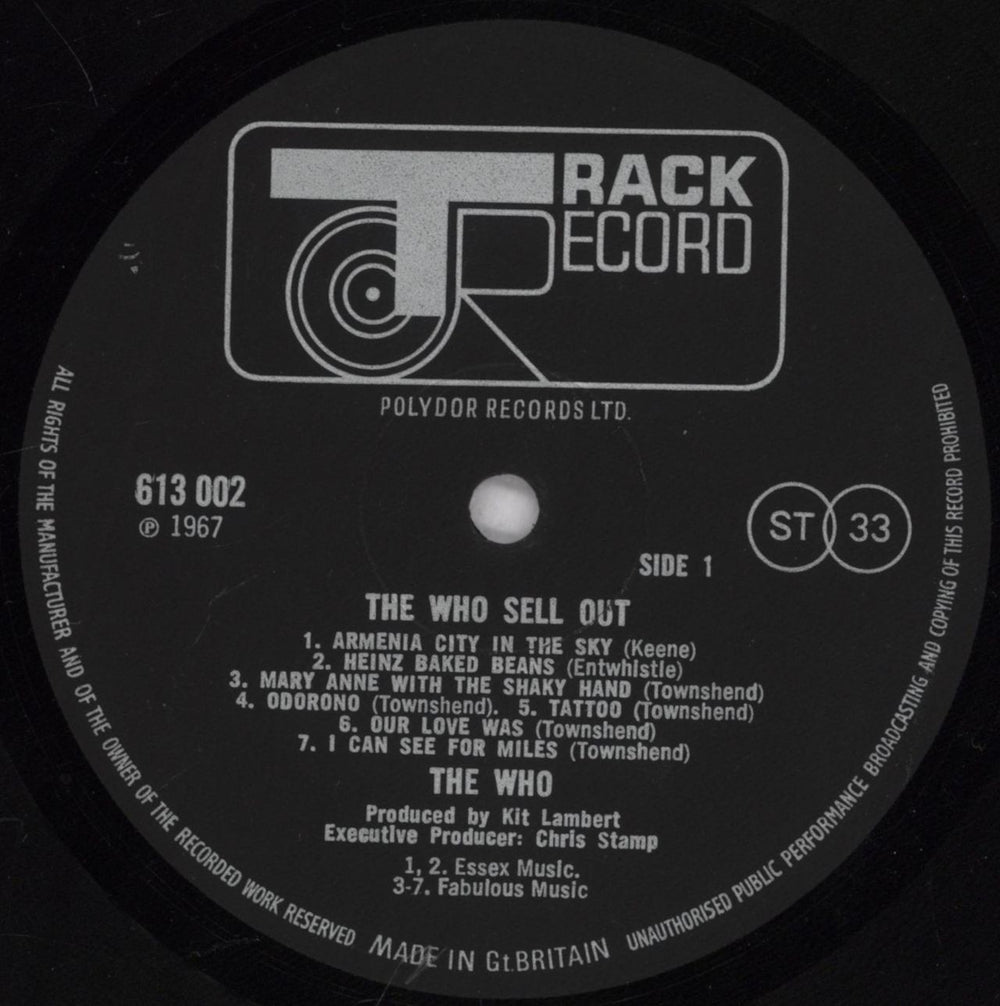 TRACK
RECORD
POLYDOR RECORDS LTD.
613 002
℗ 1967
ST 33
SIDE 1
THE WHO SELL OUT
1. ARMENIA CITY IN THE SKY (Keene)
2. HEINZ BAKED BEANS (Entwhistle)
3. MARY ANNE WITH THE SHAKY HAND (Townshend)
4. ODORONO (Townshend). 5. TATTOO (Townshend)
6. OUR LOVE WAS (Townshend)
7. I CAN SEE FOR MILES (Townshend)
THE WHO
Produced by Kit Lambert
Executive Producer: Chris Stamp
1, 2. Essex Music.
3-7. Fabulous Music
ALL RIGHTS OF THE MANUFACTURER AND OF THE OWNER OF THE RECORDED WORK RESERVED
MADE IN Gt.BRITAIN
UNAUTHORISED PUBLIC PERFORMANCE BROADCASTING AND COPYING OF THIS RECORD PROHIBITED